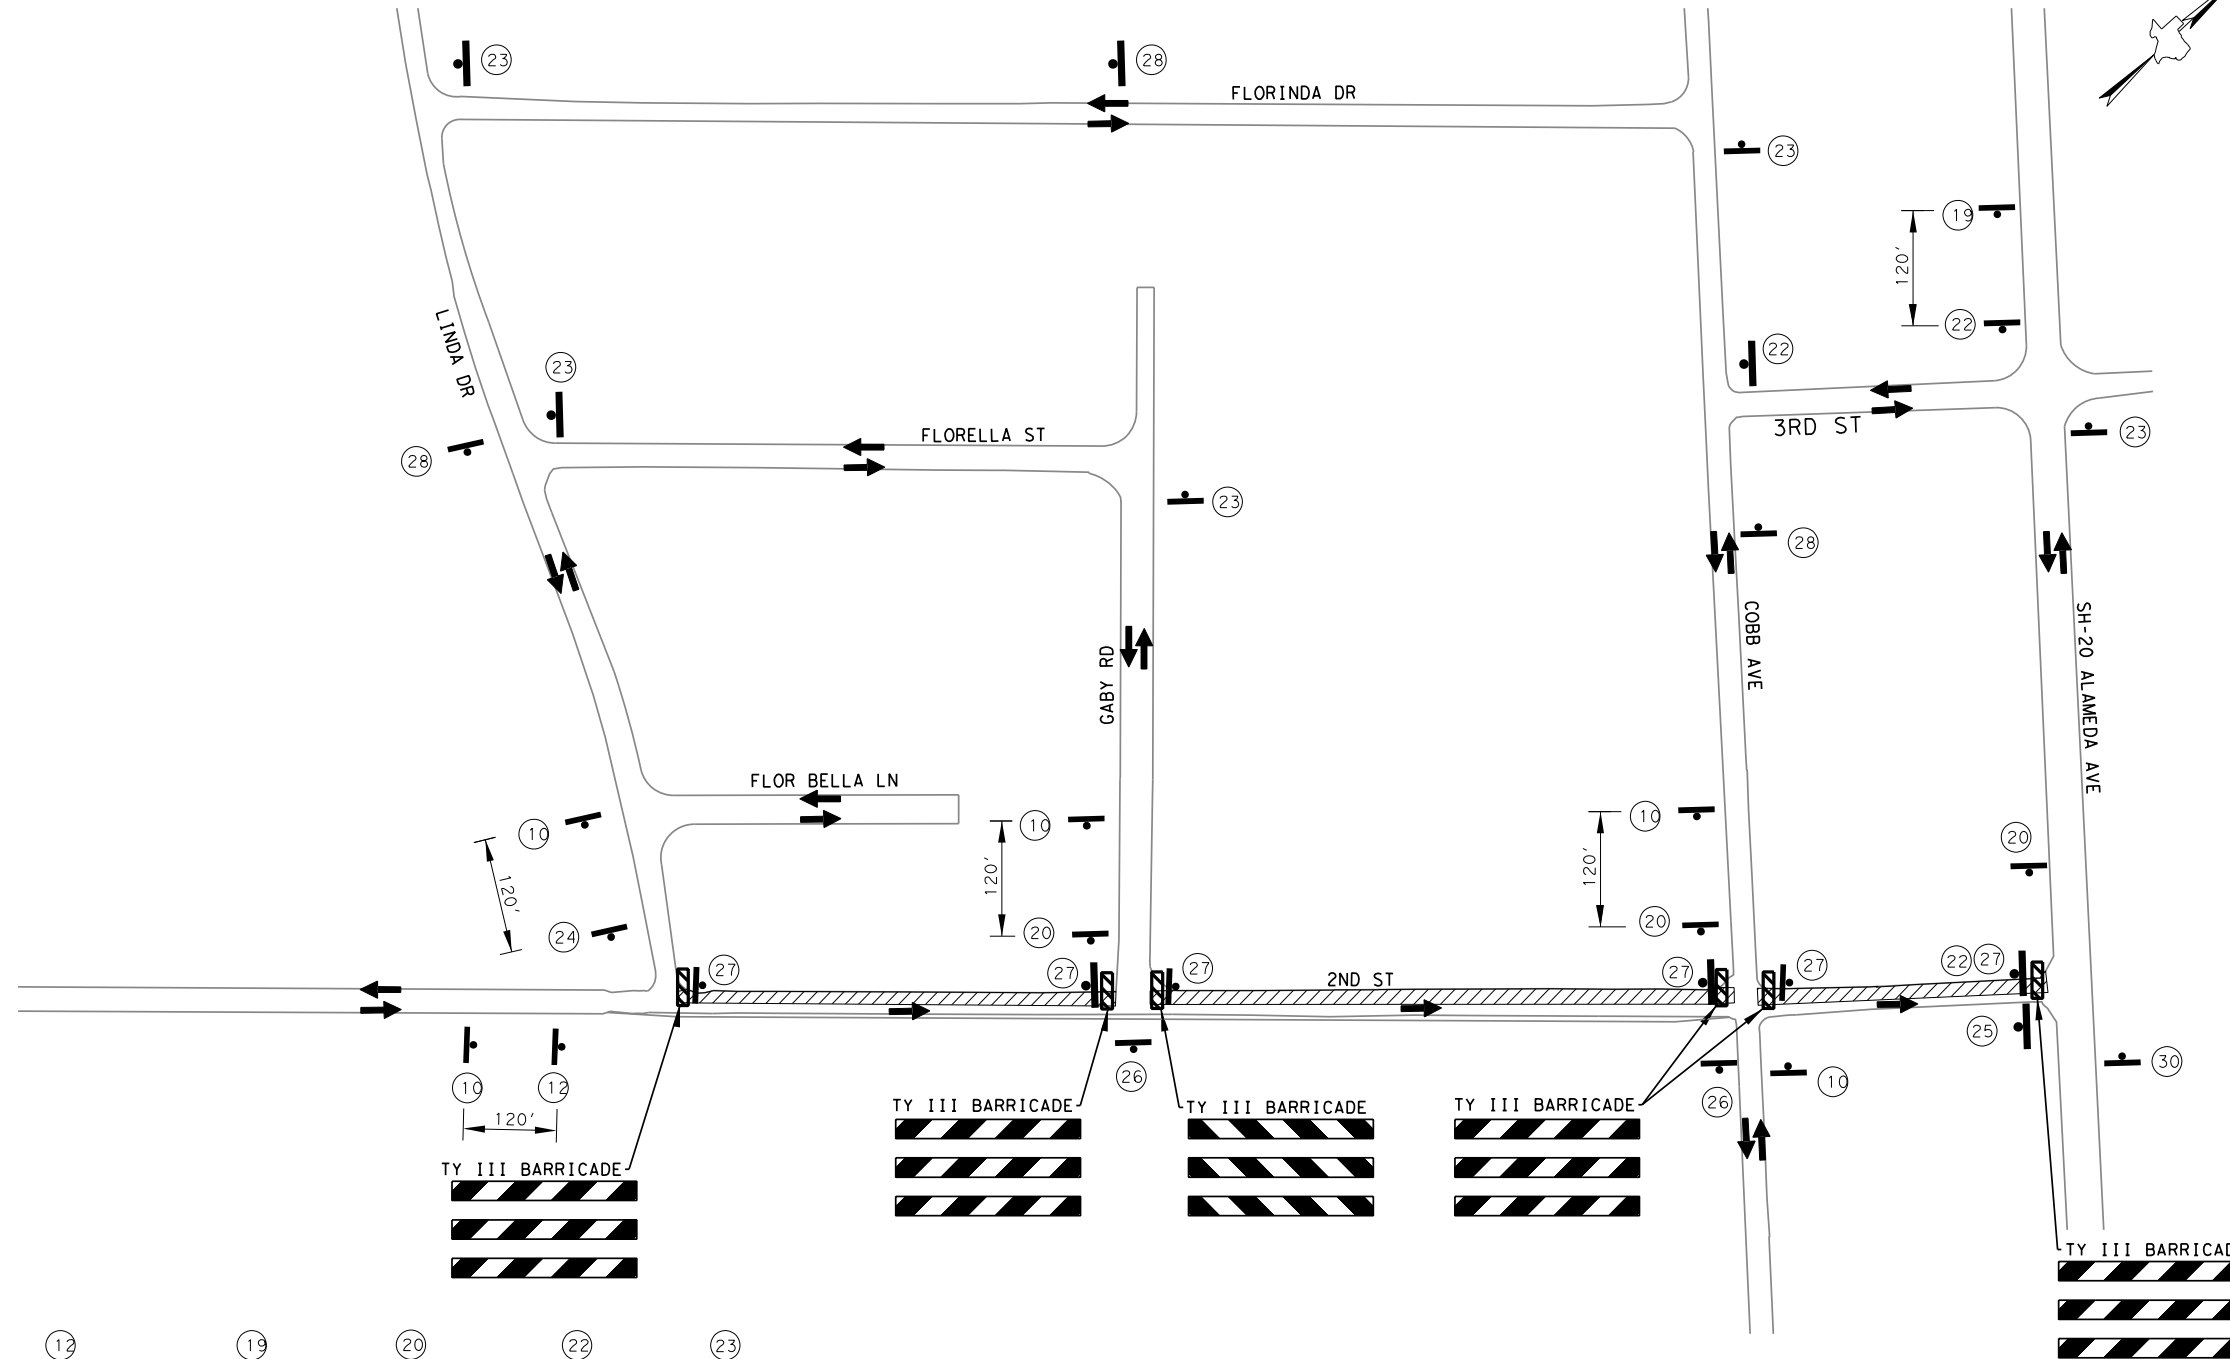 23
28
FLORINDA DR
23
19
120'
22
LINDA DR
23
22
28
FLORELLA ST
3RD ST
23
23
28
GABY RD
COBB AVE
SH-20 ALAMEDA AVE
FLOR BELLA LN
10
120'
24
10
120'
20
10
120'
20
20
27
27
27
2ND ST
27
27
22 27
25
10
12
120'
26
26
10
30
TY III BARRICADE
TY III BARRICADE
TY III BARRICADE
TY III BARRICADE
TY III BARRICAD
12
19
20
22
23